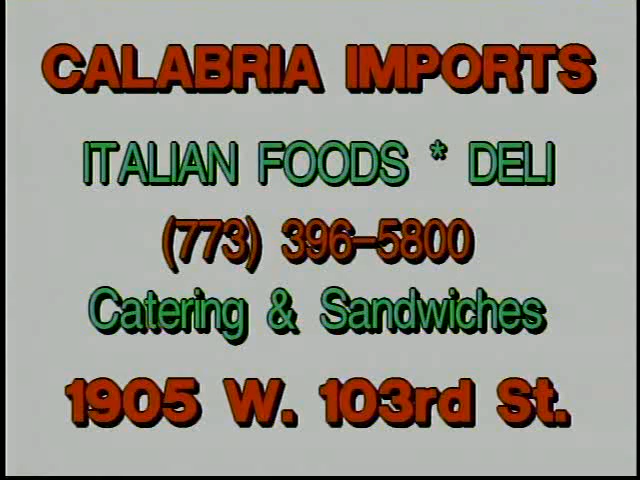 CALABRIA IMPORTS
ITALIAN FOODS * DELI
(773) 396-5800
Catering & Sandwiches
1905 W. 103rd St.